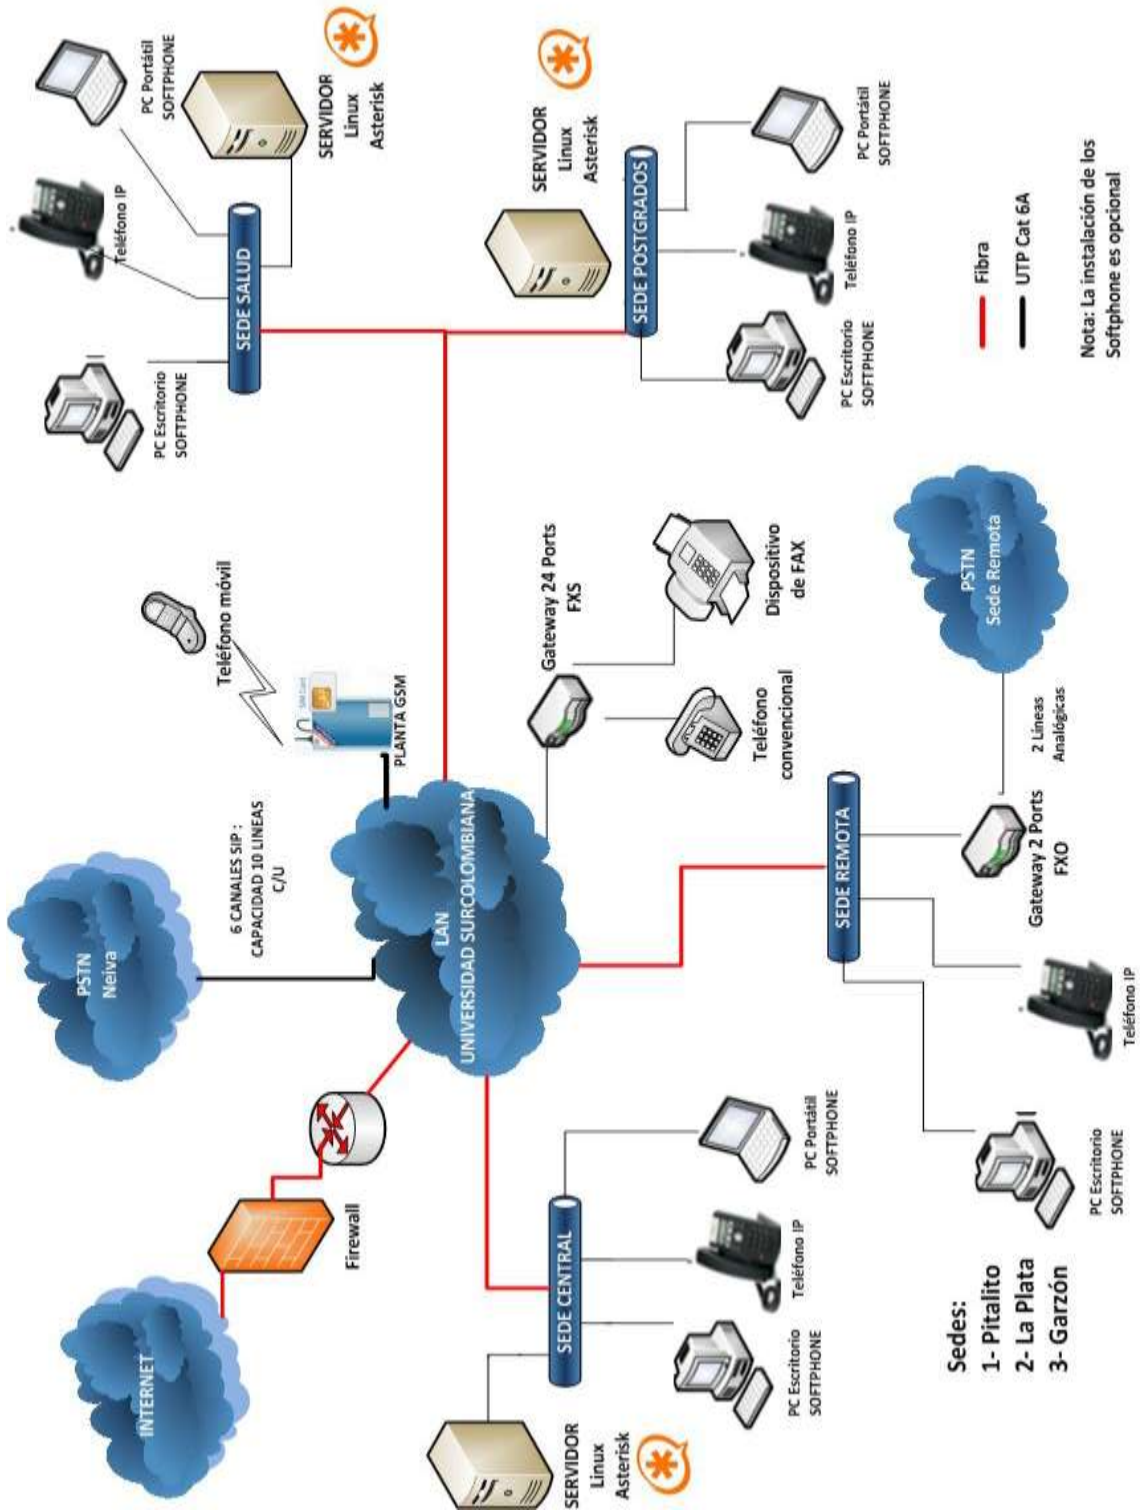 INTERNET
Firewall
PSTN
Neiva
6 CANALES SIP :
CAPACIDAD 10 LINEAS
C/U
Teléfono móvil
SIM Card
PLANTA GSM
LAN
UNIVERSIDAD SURCOLOMBIANA
PC Escritorio
SOFTPHONE
Teléfono IP
PC Portátil
SOFTPHONE
SEDE SALUD
SERVIDOR
Linux
Asterisk
SERVIDOR
Linux
Asterisk
SEDE POSTGRADOS
PC Escritorio
SOFTPHONE
Teléfono IP
PC Portátil
SOFTPHONE
Gateway 24 Ports
FXS
Teléfono
convencional
Dispositivo
de FAX
SERVIDOR
Linux
Asterisk
SEDE CENTRAL
PC Escritorio
SOFTPHONE
Teléfono IP
PC Portátil
SOFTPHONE
SEDE REMOTA
PC Escritorio
SOFTPHONE
Teléfono IP
Gateway 2 Ports
FXO
2 Líneas
Analógicas
PSTN
Sede Remota
Sedes:
1- Pitalito
2- La Plata
3- Garzón
Fibra
UTP Cat 6A
Nota: La instalación de los
Softphone es opcional